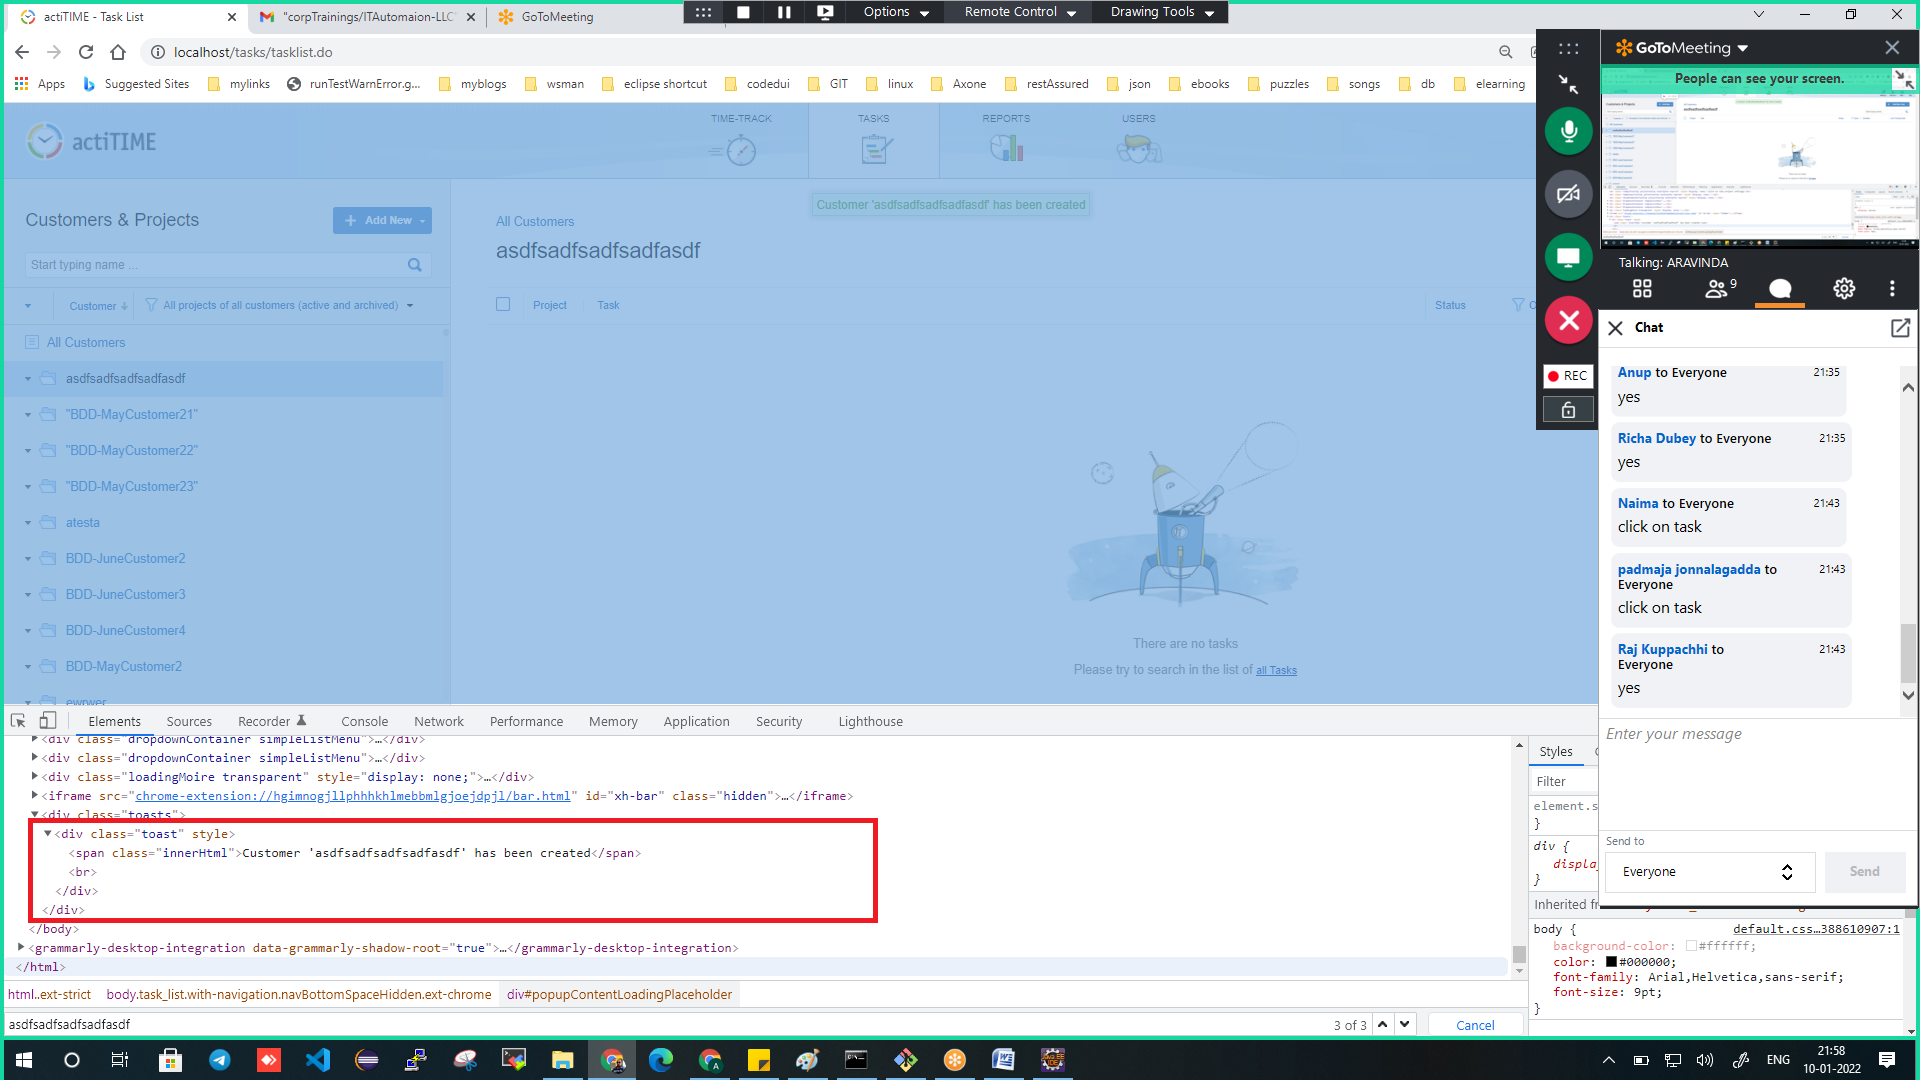 actiTIME - Task List
"corpTrainings/ITAutomaion-LLC"
GoToMeeting
Options
Remote Control
Drawing Tools
localhost/tasks/tasklist.do
Apps
Suggested Sites
mylinks
runTestWarnError.g...
myblogs
wsman
eclipse shortcut
codedui
GIT
linux
Axone
restAssured
json
ebooks
puzzles
songs
db
elearning
actiTIME
TIME-TRACK
TASKS
REPORTS
USERS
Customers & Projects
Add New
Start typing name ...
Customer
All projects of all customers (active and archived)
All Customers
asdfsadfsadfsadfasdf
"BDD-MayCustomer21"
"BDD-MayCustomer22"
"BDD-MayCustomer23"
atesta
BDD-JuneCustomer2
BDD-JuneCustomer3
BDD-JuneCustomer4
BDD-MayCustomer2
ewrwer
Customer 'asdfsadfsadfsadfasdf' has been created
All Customers
asdfsadfsadfsadfasdf
Project
Task
Status
There are no tasks
Please try to search in the list of all Tasks
GoToMeeting
People can see your screen.
Talking: ARAVINDA
9
REC
Chat
Anup to Everyone 21:35
yes
Richa Dubey to Everyone 21:35
yes
Naima to Everyone 21:43
click on task
padmaja jonnalagadda to 21:43
Everyone
click on task
Raj Kuppachhi to 21:43
Everyone
yes
Enter your message
Send to
Everyone
Send
Elements
Sources
Recorder
Console
Network
Performance
Memory
Application
Security
Lighthouse
<div class="dropdownContainer simpleListMenu">…</div>
<div class="dropdownContainer simpleListMenu">…</div>
<div class="loadingMoire transparent" style="display: none;">…</div>
<iframe src="chrome-extension://hgimnogjllphhhkhlmebbmlgjoejdpjl/bar.html" id="xh-bar" class="hidden">…</iframe>
<div class="toasts">
<div class="toast" style>
<span class="innerHtml">Customer 'asdfsadfsadfsadfasdf' has been created</span>
<br>
</div>
</div>
</body>
<grammarly-desktop-integration data-grammarly-shadow-root="true">…</grammarly-desktop-integration>
</html>
html..ext-strict
body.task_list.with-navigation.navBottomSpaceHidden.ext-chrome
div#popupContentLoadingPlaceholder
asdfsadfsadfsadfasdf
3 of 3
Cancel
Styles
Filter
element.s
}
div {
displa
}
Inherited fr
body {
default.css…388610907:1
background-color: #ffffff;
color: #000000;
font-family: Arial,Helvetica,sans-serif;
font-size: 9pt;
}
ENG
21:58
10-01-2022